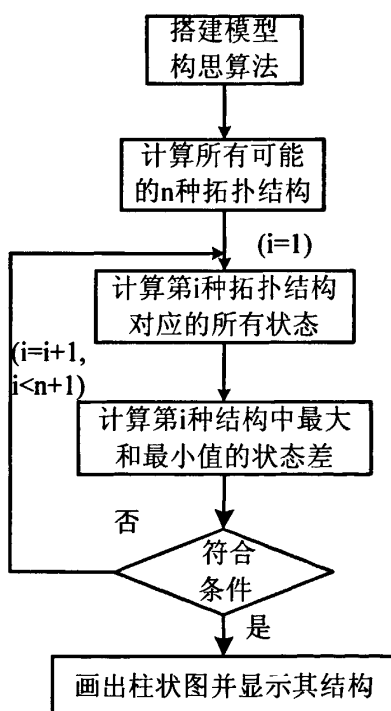 搭建模型
构思算法
计算所有可能
的n种拓扑结构
(i=1)
计算第i种拓扑结构
对应的所有状态
(i=i+1,
i<n+1)
计算第i种结构中最大
和最小值的状态差
否
符合
条件
是
画出柱状图并显示其结构